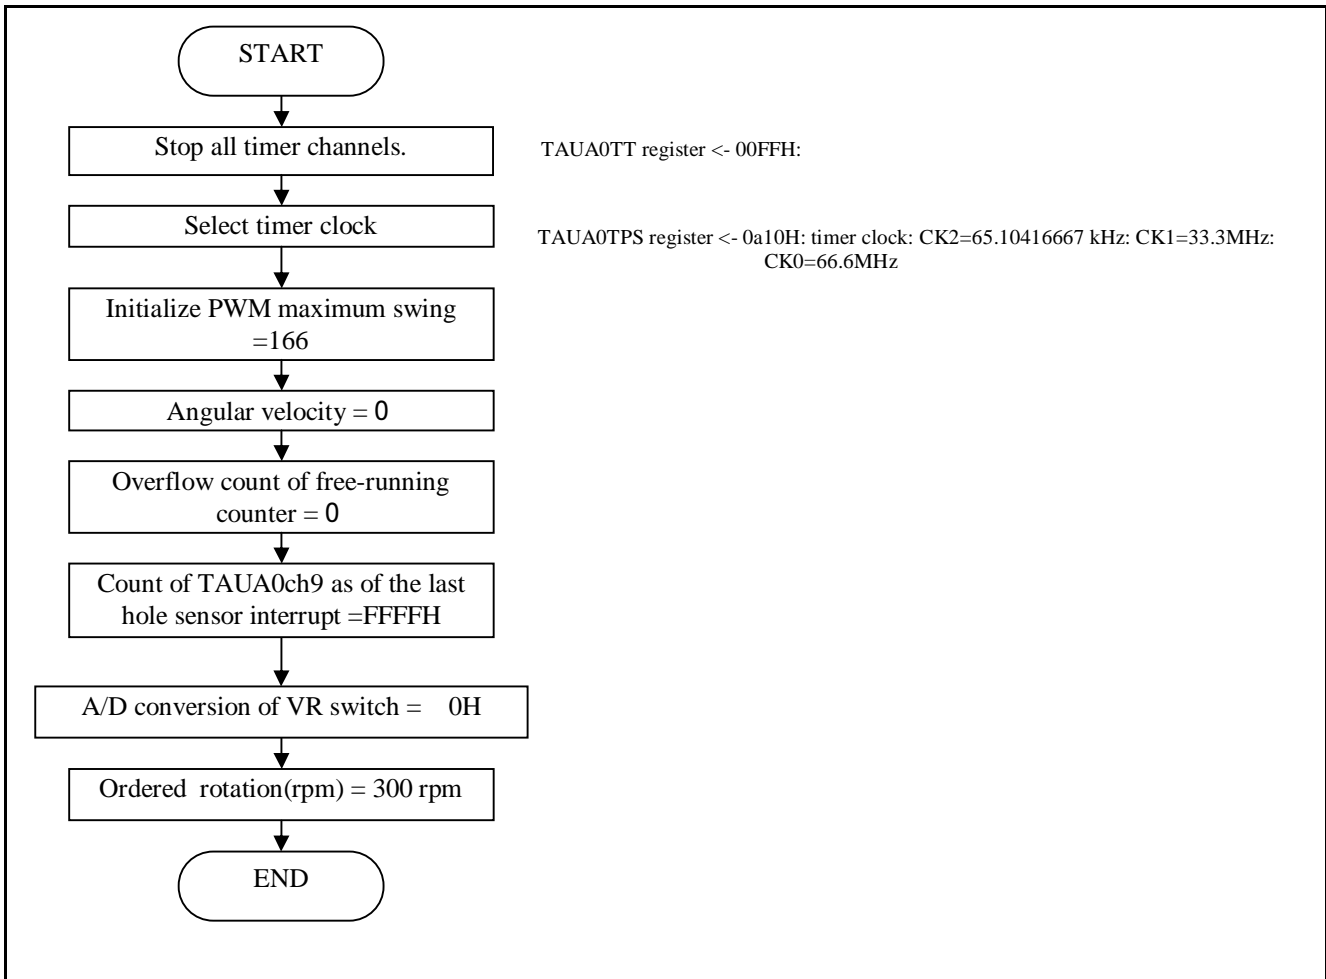 START
Stop all timer channels.
TAUA0TT register <- 00FFH:
Select timer clock
TAUA0TPS register <- 0a10H: timer clock: CK2=65.10416667 kHz: CK1=33.3MHz:
CK0=66.6MHz
Initialize PWM maximum swing
=166
Angular velocity = 0
Overflow count of free-running
counter = 0
Count of TAUA0ch9 as of the last
hole sensor interrupt =FFFFH
A/D conversion of VR switch = 0H
Ordered rotation(rpm) = 300 rpm
END